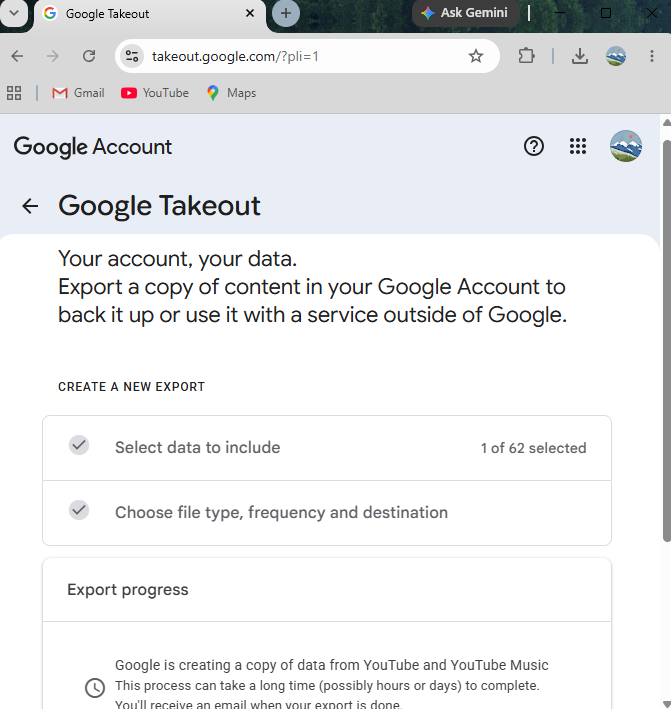 Google Takeout
Ask Gemini
takeout.google.com/?pli=1
Gmail
YouTube
Maps
Google Account
Google Takeout
Your account, your data.
Export a copy of content in your Google Account to
back it up or use it with a service outside of Google.
CREATE A NEW EXPORT
Select data to include
1 of 62 selected
Choose file type, frequency and destination
Export progress
Google is creating a copy of data from YouTube and YouTube Music
This process can take a long time (possibly hours or days) to complete.
You'll receive an email when your export is done.